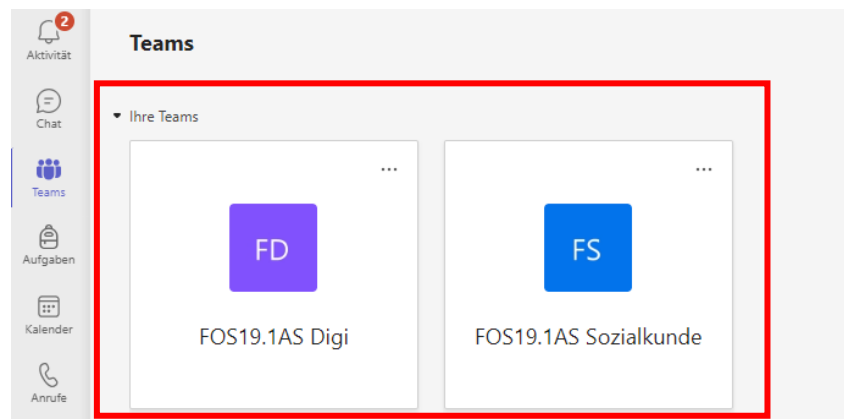 2
Aktivität
Chat
Teams
Aufgaben
Kalender
Anrufe
Teams
Ihre Teams
... ...
FD FS
FOS19.1AS Digi FOS19.1AS Sozialkunde